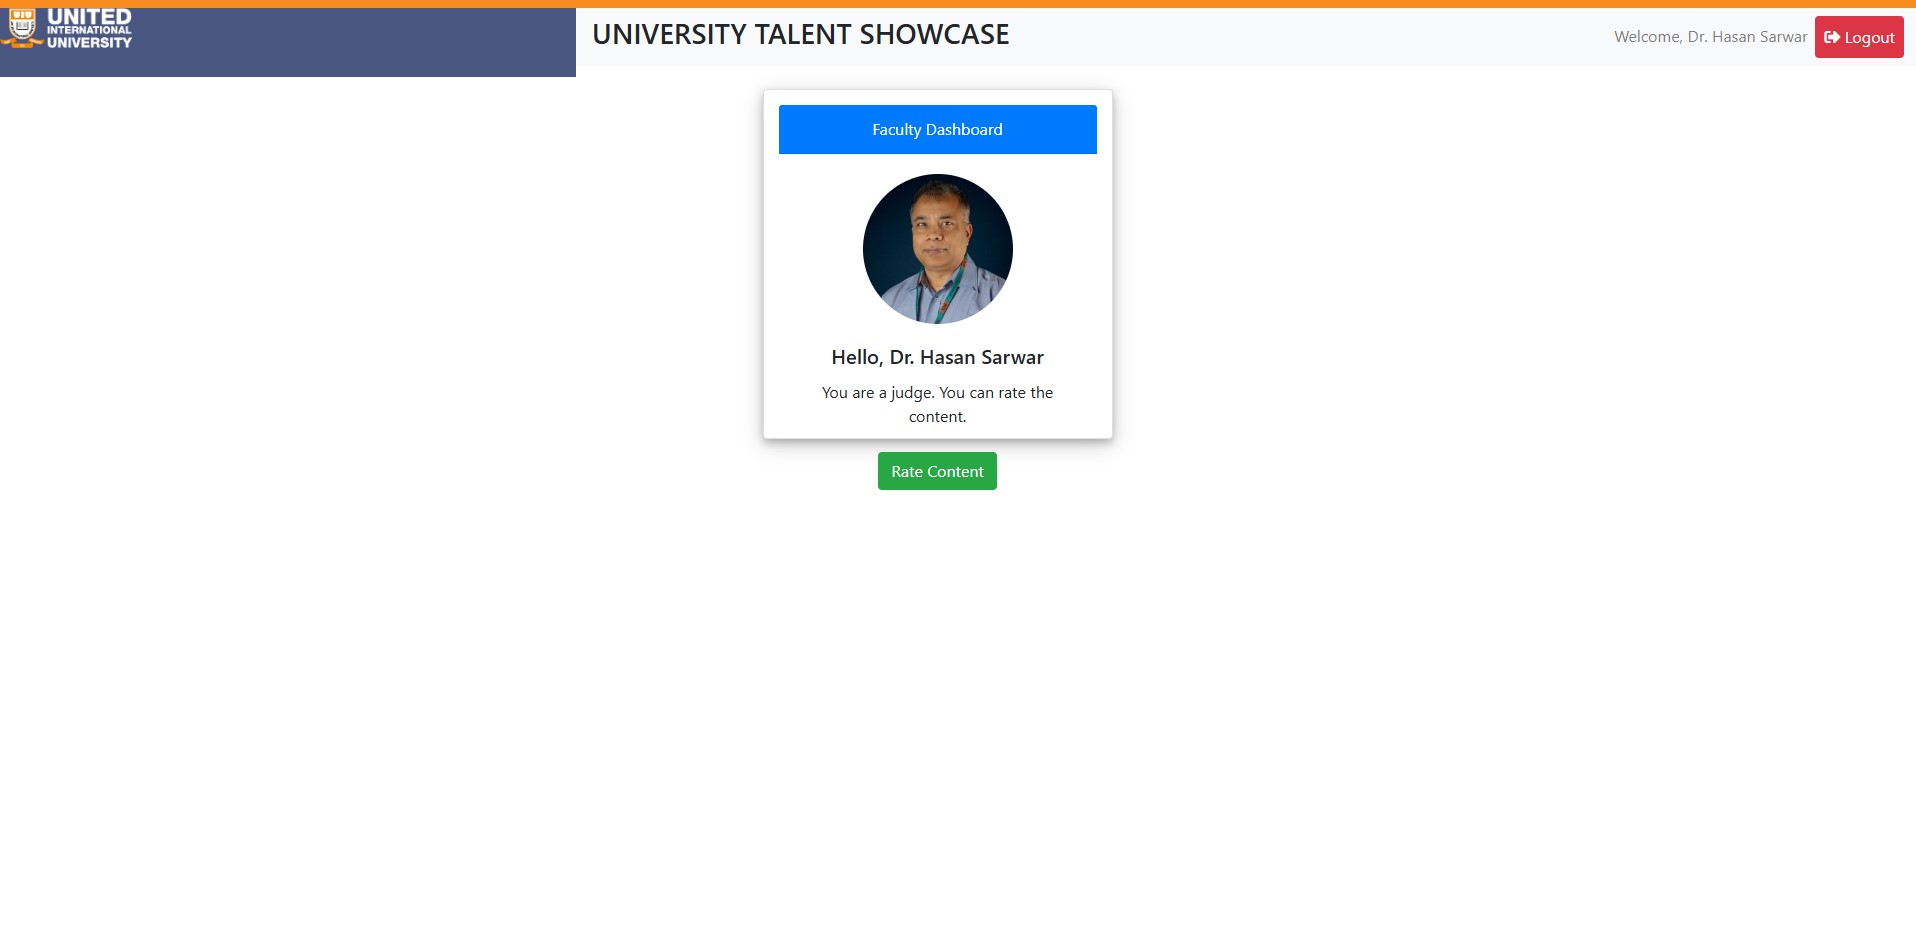 UIU
UNITED
INTERNATIONAL
UNIVERSITY
UNIVERSITY TALENT SHOWCASE
Welcome, Dr. Hasan Sarwar
Logout
Faculty Dashboard
Hello, Dr. Hasan Sarwar
You are a judge. You can rate the
content.
Rate Content